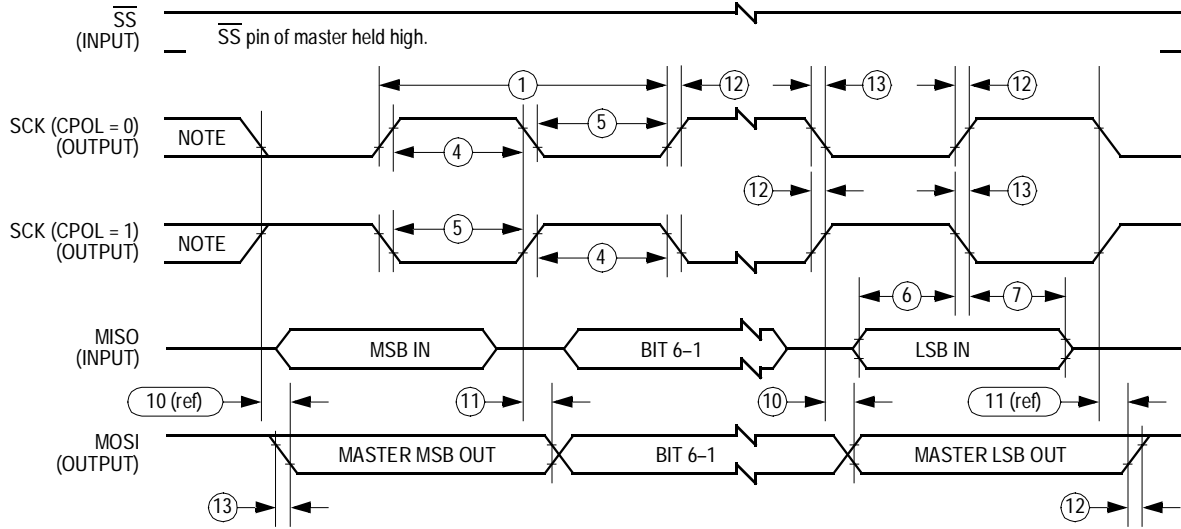 SS
(INPUT)
SS pin of master held high.
1
12
13
12
SCK (CPOL = 0)
(OUTPUT)
NOTE
5
4
12
13
SCK (CPOL = 1)
(OUTPUT)
NOTE
5
4
6
7
MISO
(INPUT)
MSB IN
BIT 6–1
LSB IN
10 (ref)
11
10
11 (ref)
MOSI
(OUTPUT)
MASTER MSB OUT
BIT 6–1
MASTER LSB OUT
13
12